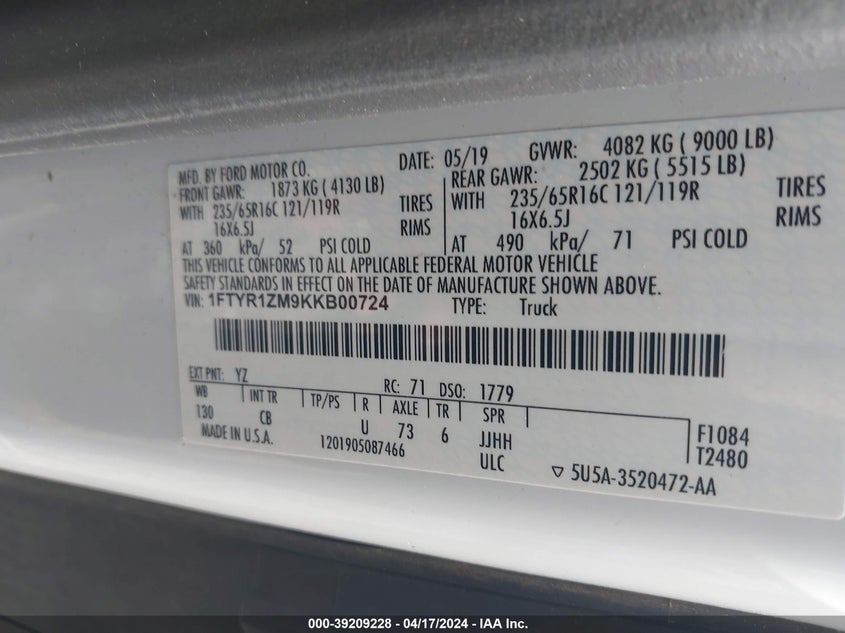 MFD. BY FORD MOTOR CO. DATE: 05/19 GVWR: 4082 KG ( 9000 LB)
FRONT GAWR: 1873 KG ( 4130 LB) REAR GAWR: 2502 KG ( 5515 LB)
WITH 235/65R16C 121/119R TIRES WITH 235/65R16C 121/119R TIRES
16X6.5J RIMS 16X6.5J RIMS
AT 360 kPa/ 52 PSI COLD AT 490 kPa/ 71 PSI COLD
THIS VEHICLE CONFORMS TO ALL APPLICABLE FEDERAL MOTOR VEHICLE
SAFETY STANDARDS IN EFFECT ON THE DATE OF MANUFACTURE SHOWN ABOVE.
VIN: 1FTYR1ZM9KKB00724 TYPE: Truck
EXT PNT: YZ RC: 71 DSO: 1779
WB INT TR TP/PS R AXLE TR SPR
130 CB U 73 6 JJHH F1084
MADE IN U.S.A. 1201905087466 ULC T2480
▽ 5U5A-3520472-AA
000-39209228 - 04/17/2024 - IAA Inc.